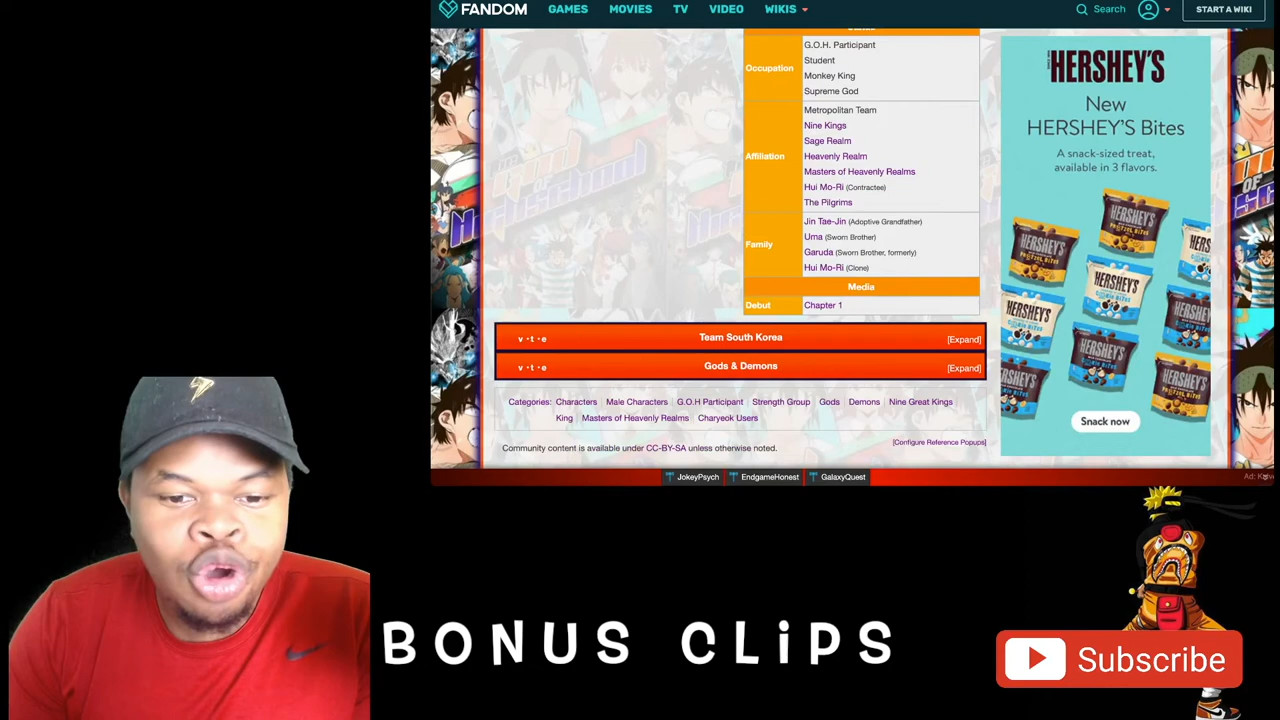 FANDOM
GAMES MOVIES TV VIDEO WIKIS
Search
START A WIKI
Occupation
G.O.H. Participant
Student
Monkey King
Supreme God
Affiliation
Metropolitan Team
Nine Kings
Sage Realm
Heavenly Realm
Masters of Heavenly Realms
Hui Mo-Ri (Contractee)
The Pilgrims
Family
Jin Tae-Jin (Adoptive Grandfather)
Uma (Sworn Brother)
Garuda (Sworn Brother, formerly)
Hui Mo-Ri (Clone)
Media
Debut Chapter 1
v · t · e Team South Korea [Expand]
v · t · e Gods & Demons [Expand]
Categories: Characters Male Characters G.O.H Participant Strength Group Gods Demons Nine Great Kings
King Masters of Heavenly Realms Charyeok Users
Community content is available under CC-BY-SA unless otherwise noted.
[Configure Reference Popups]
JokeyPsych EndgameHonest GalaxyQuest
HERSHEY'S
New
HERSHEY'S Bites
A snack-sized treat,
available in 3 flavors.
Snack now
BONUS CLiPS
Subscribe